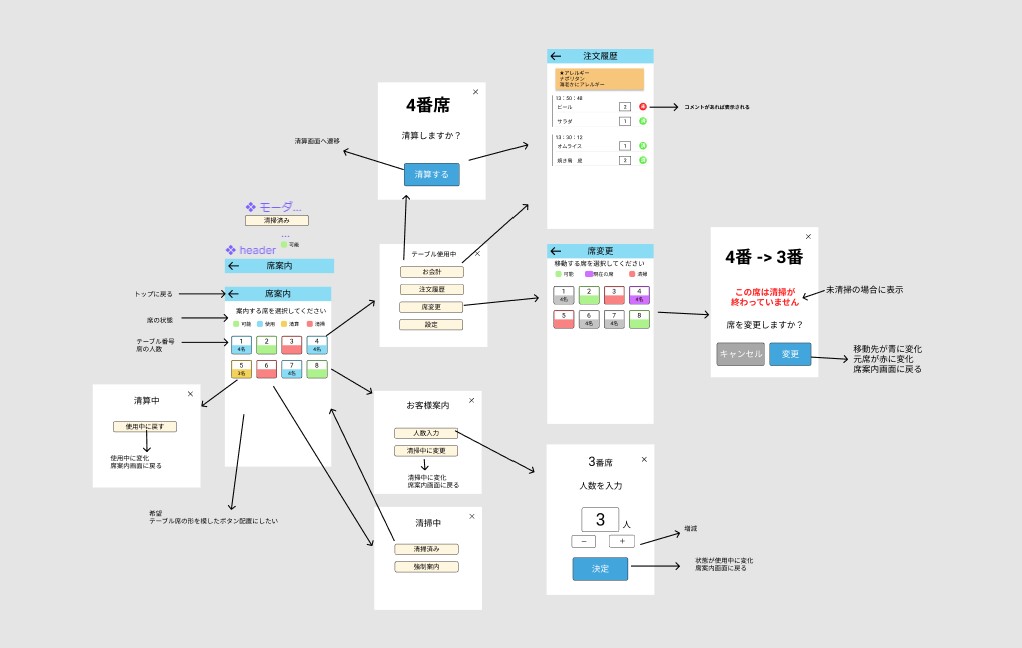 注文履歴
★アレルギー
ナポリタン
海老かにアレルギー
13:50:48
ビール
2
済
コメントがあれば表示される
サラダ
1
済
13:30:12
オムライス
1
済
焼き鳥 皮
2
済
4番席
清算しますか?
清算する
清算画面へ遷移
モーダ...
清掃済み
...
可能
header
席案内
テーブル使用中
お会計
注文履歴
席変更
設定
席変更
移動する席を選択してください
可能
現在の席
清掃
1
4名
2
3
4
4名
5
6
4名
7
4名
8
4番 -> 3番
この席は清掃が
終わっていません
未清掃の場合に表示
席を変更しますか?
キャンセル
変更
移動先が青に変化
元席が赤に変化
席案内画面に戻る
トップに戻る
席案内
案内する席を選択してください
席の状態
可能
使用
清算
清掃
テーブル番号
席の人数
1
4名
2
3
4
4名
5
3名
6
7
4名
8
清算中
使用中に戻す
使用中に変化
席案内画面に戻る
希望
テーブル席の形を模したボタン配置にしたい
お客様案内
人数入力
清掃中に変更
清掃中に変化
席案内画面に戻る
清掃中
清掃済み
強制案内
3番席
人数を入力
3
人
−
+
増減
決定
状態が使用中に変化
席案内画面に戻る